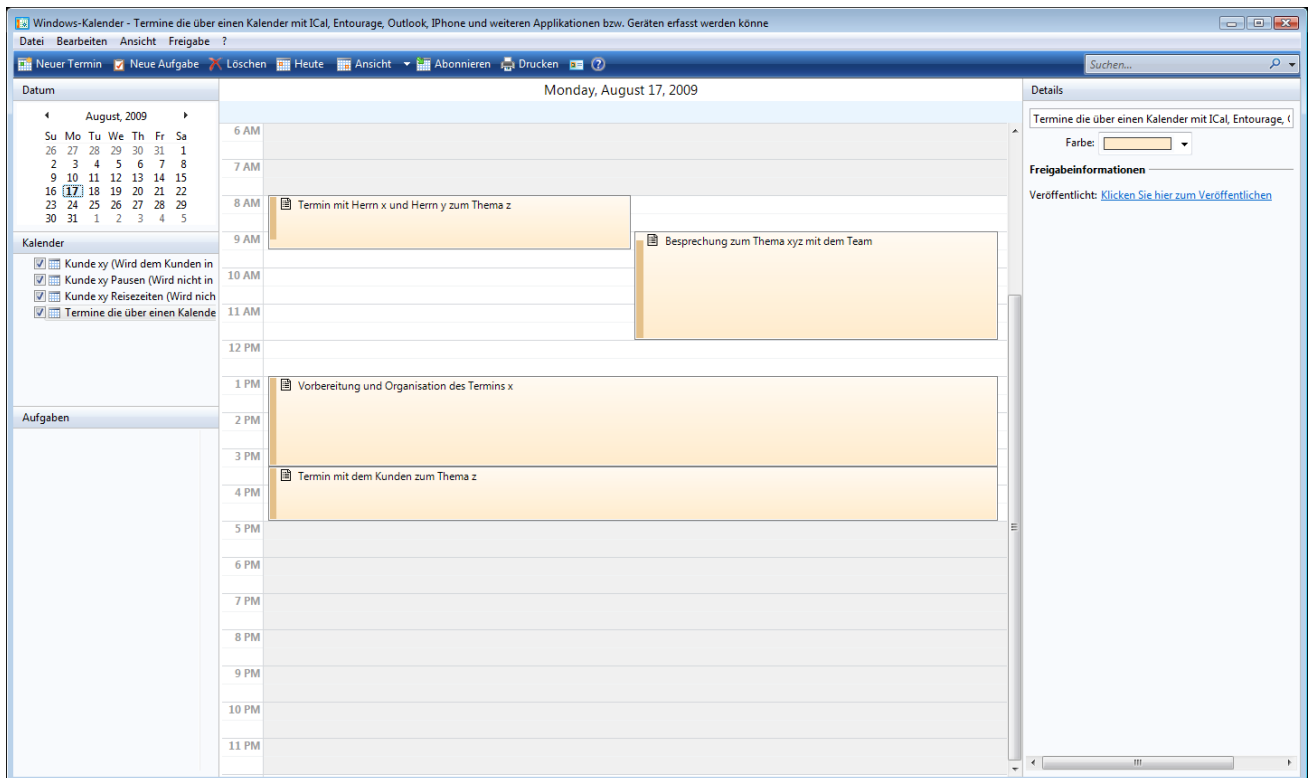 Windows-Kalender - Termine die über einen Kalender mit ICal, Entourage, Outlook, IPhone und weiteren Applikationen bzw. Geräten erfasst werden könne
Datei Bearbeiten Ansicht Freigabe ?
Neuer Termin Neue Aufgabe Löschen Heute Ansicht Abonnieren Drucken Suchen...
Datum
August, 2009
Su Mo Tu We Th Fr Sa
26 27 28 29 30 31 1
2 3 4 5 6 7 8
9 10 11 12 13 14 15
16 17 18 19 20 21 22
23 24 25 26 27 28 29
30 31 1 2 3 4 5
Kalender
Kunde xy (Wird dem Kunden in
Kunde xy Pausen (Wird nicht in
Kunde xy Reisezeiten (Wird nich
Termine die über einen Kalende
Aufgaben
Monday, August 17, 2009
6 AM
7 AM
8 AM Termin mit Herrn x und Herrn y zum Thema z
9 AM Besprechung zum Thema xyz mit dem Team
10 AM
11 AM
12 PM
1 PM Vorbereitung und Organisation des Termins x
2 PM
3 PM
Termin mit dem Kunden zum Thema z
4 PM
5 PM
6 PM
7 PM
8 PM
9 PM
10 PM
11 PM
Details
Termine die über einen Kalender mit ICal, Entourage,
Farbe:
Freigabeinformationen
Veröffentlicht: Klicken Sie hier zum Veröffentlichen